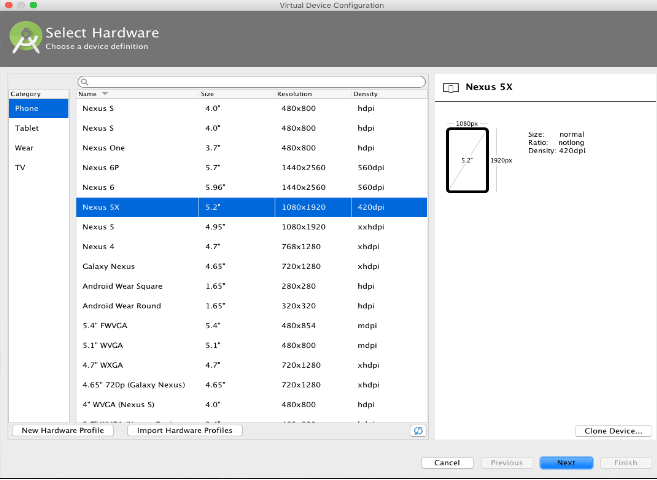 Virtual Device Configuration
Select Hardware
Choose a device definition
Category
Phone
Tablet
Wear
TV
Name Size Resolution Density
Nexus S 4.0" 480x800 hdpi
Nexus S 4.0" 480x800 hdpi
Nexus One 3.7" 480x800 hdpi
Nexus 6P 5.7" 1440x2560 560dpi
Nexus 6 5.96" 1440x2560 560dpi
Nexus 5X 5.2" 1080x1920 420dpi
Nexus 5 4.95" 1080x1920 xxhdpi
Nexus 4 4.7" 768x1280 xhdpi
Galaxy Nexus 4.65" 720x1280 xhdpi
Android Wear Square 1.65" 280x280 hdpi
Android Wear Round 1.65" 320x320 hdpi
5.4" FWVGA 5.4" 480x854 mdpi
5.1" WVGA 5.1" 480x800 mdpi
4.7" WXGA 4.7" 720x1280 xhdpi
4.65" 720p (Galaxy Nexus) 4.65" 720x1280 xhdpi
4" WVGA (Nexus S) 4.0" 480x800 hdpi
New Hardware Profile
Import Hardware Profiles
Nexus 5X
1080px
5.2"
1920px
Size: normal
Ratio: notlong
Density: 420dpi
Clone Device...
Cancel
Previous
Next
Finish